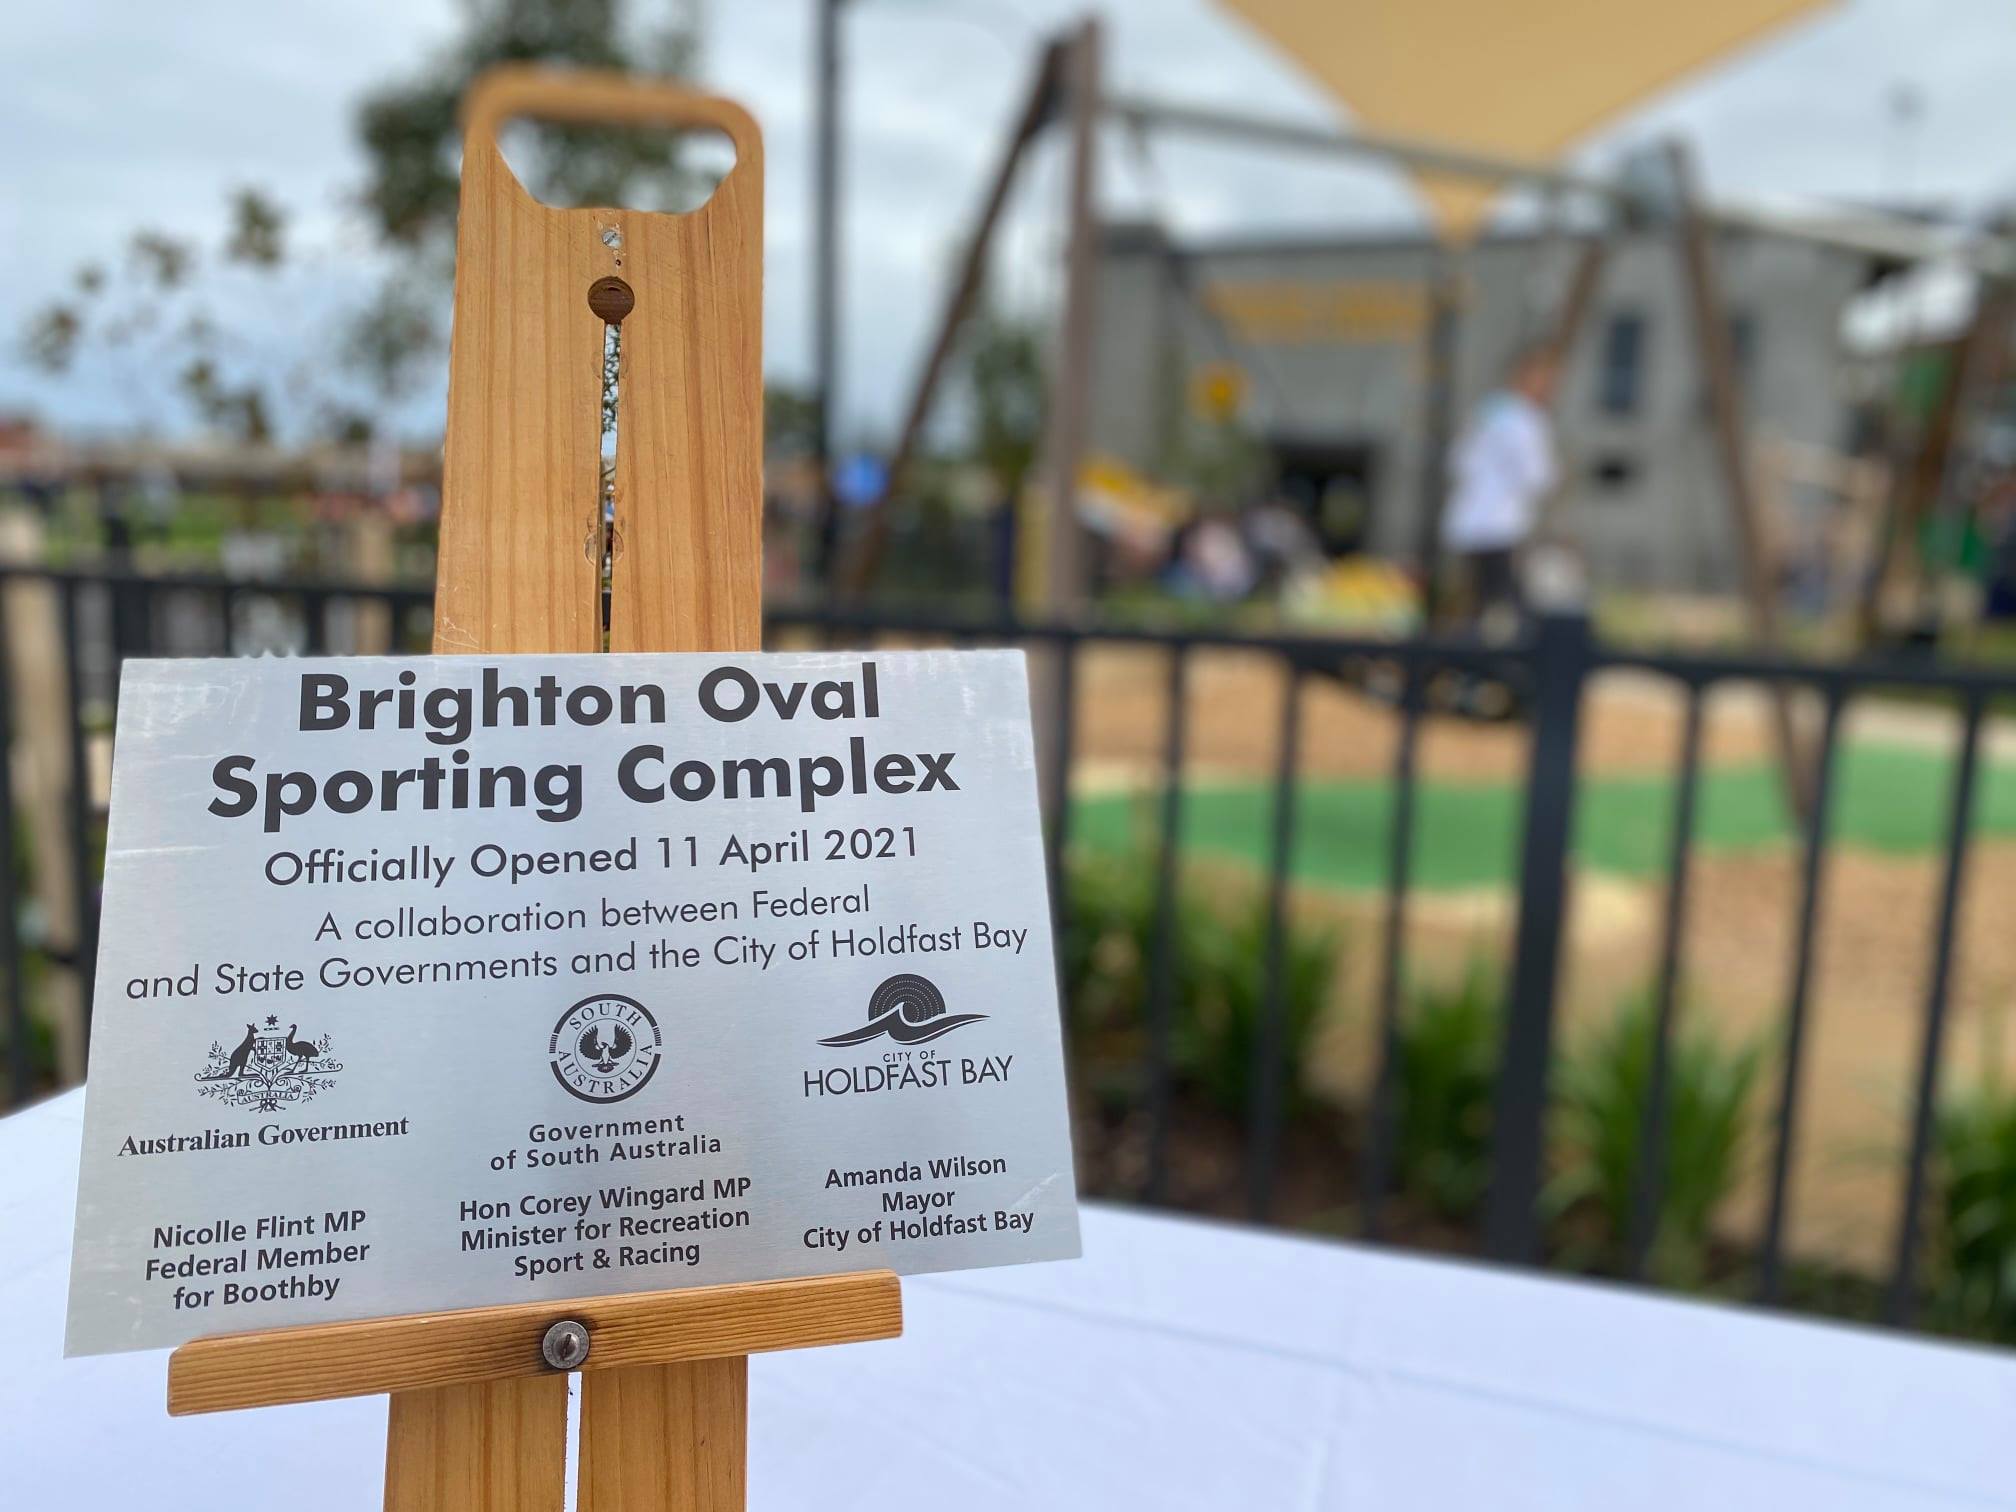 Brighton Oval
Sporting Complex
Officially Opened 11 April 2021
A collaboration between Federal
and State Governments and the City of Holdfast Bay
AUSTRALIA
Australian Government
Nicolle Flint MP
Federal Member
for Boothby
SOUTH
AUSTRALIA
Government
of South Australia
Hon Corey Wingard MP
Minister for Recreation
Sport & Racing
CITY OF
HOLDFAST BAY
Amanda Wilson
Mayor
City of Holdfast Bay